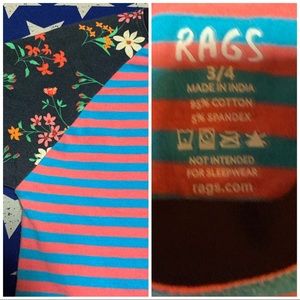 RAGS
3/4
MADE IN INDIA
95% COTTON
5% SPANDEX
NOT INTENDED
FOR SLEEPWEAR
rags.com